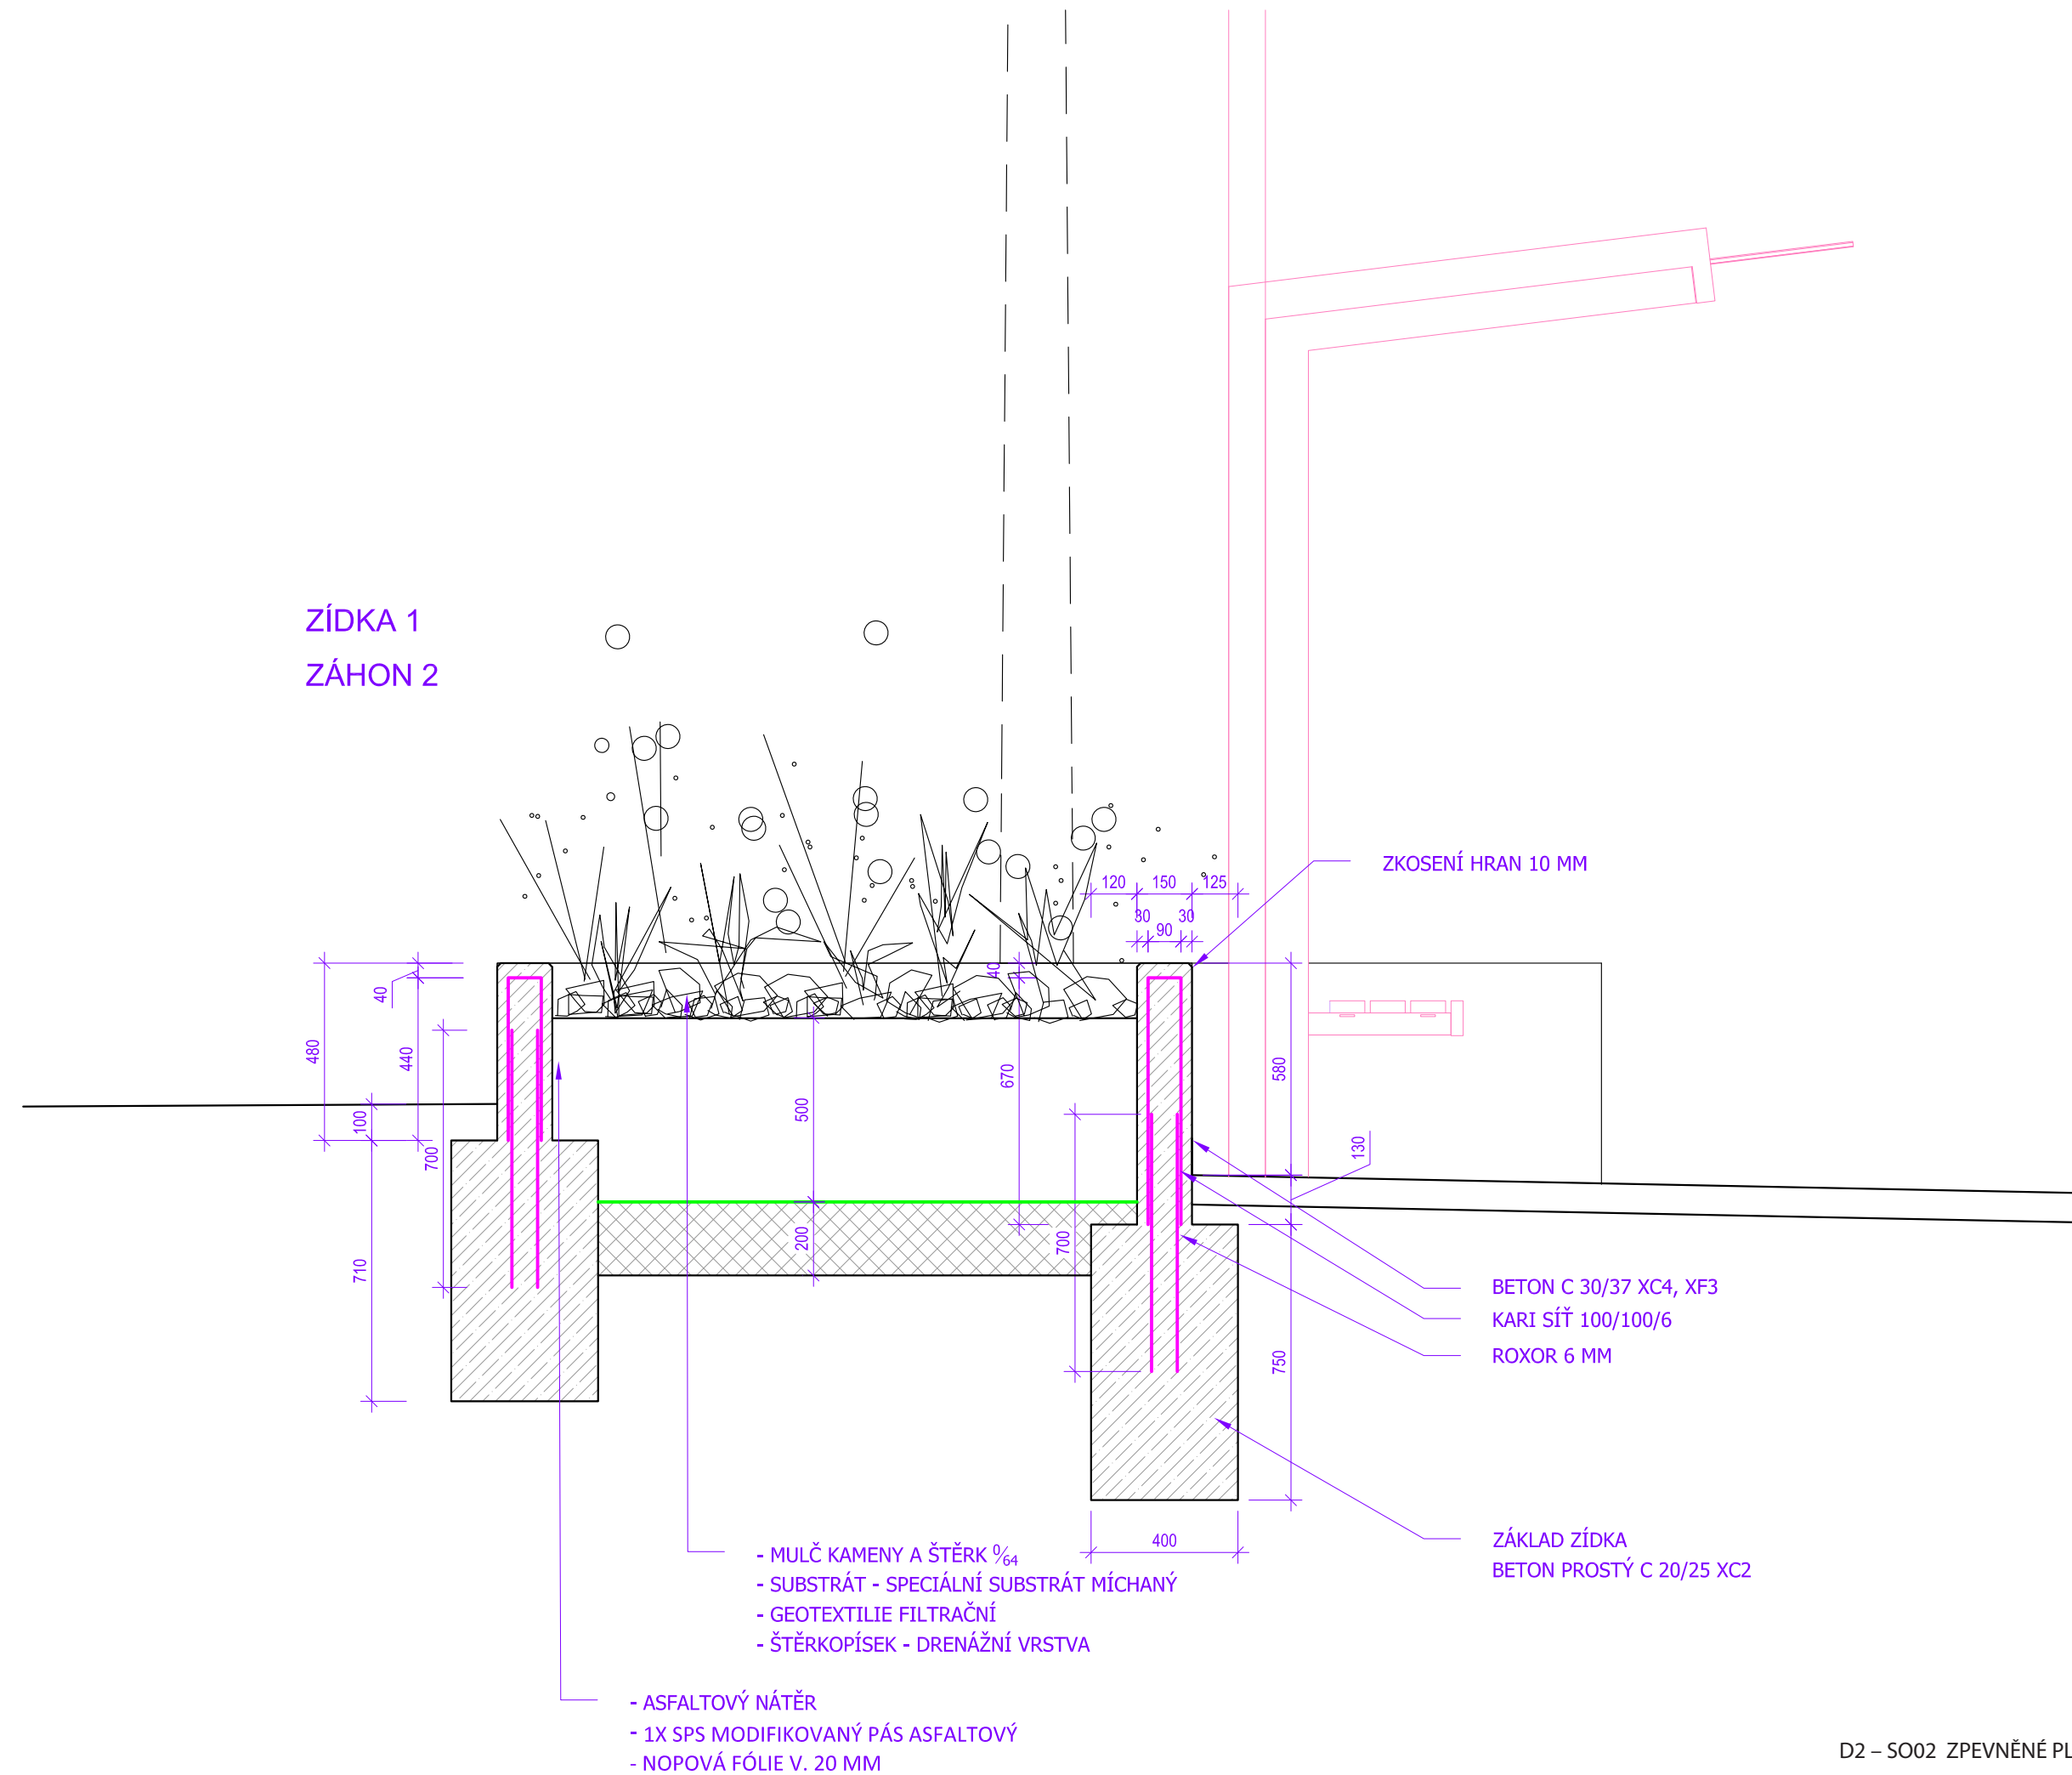 ZÍDKA 1
ZÁHON 2
ZKOSENÍ HRAN 10 MM
120 150 125
30 90 30
40
40
480
440
100
700
710
500
200
670
700
580
130
750
400
BETON C 30/37 XC4, XF3
KARI SÍŤ 100/100/6
ROXOR 6 MM
ZÁKLAD ZÍDKA
BETON PROSTÝ C 20/25 XC2
- MULČ KAMENY A ŠTĚRK 0/64
- SUBSTRÁT - SPECIÁLNÍ SUBSTRÁT MÍCHANÝ
- GEOTEXTILIE FILTRAČNÍ
- ŠTĚRKOPÍSEK - DRENÁŽNÍ VRSTVA
- ASFALTOVÝ NÁTĚR
- 1X SPS MODIFIKOVANÝ PÁS ASFALTOVÝ
- NOPOVÁ FÓLIE V. 20 MM
D2 – SO02 ZPEVNĚNÉ PL